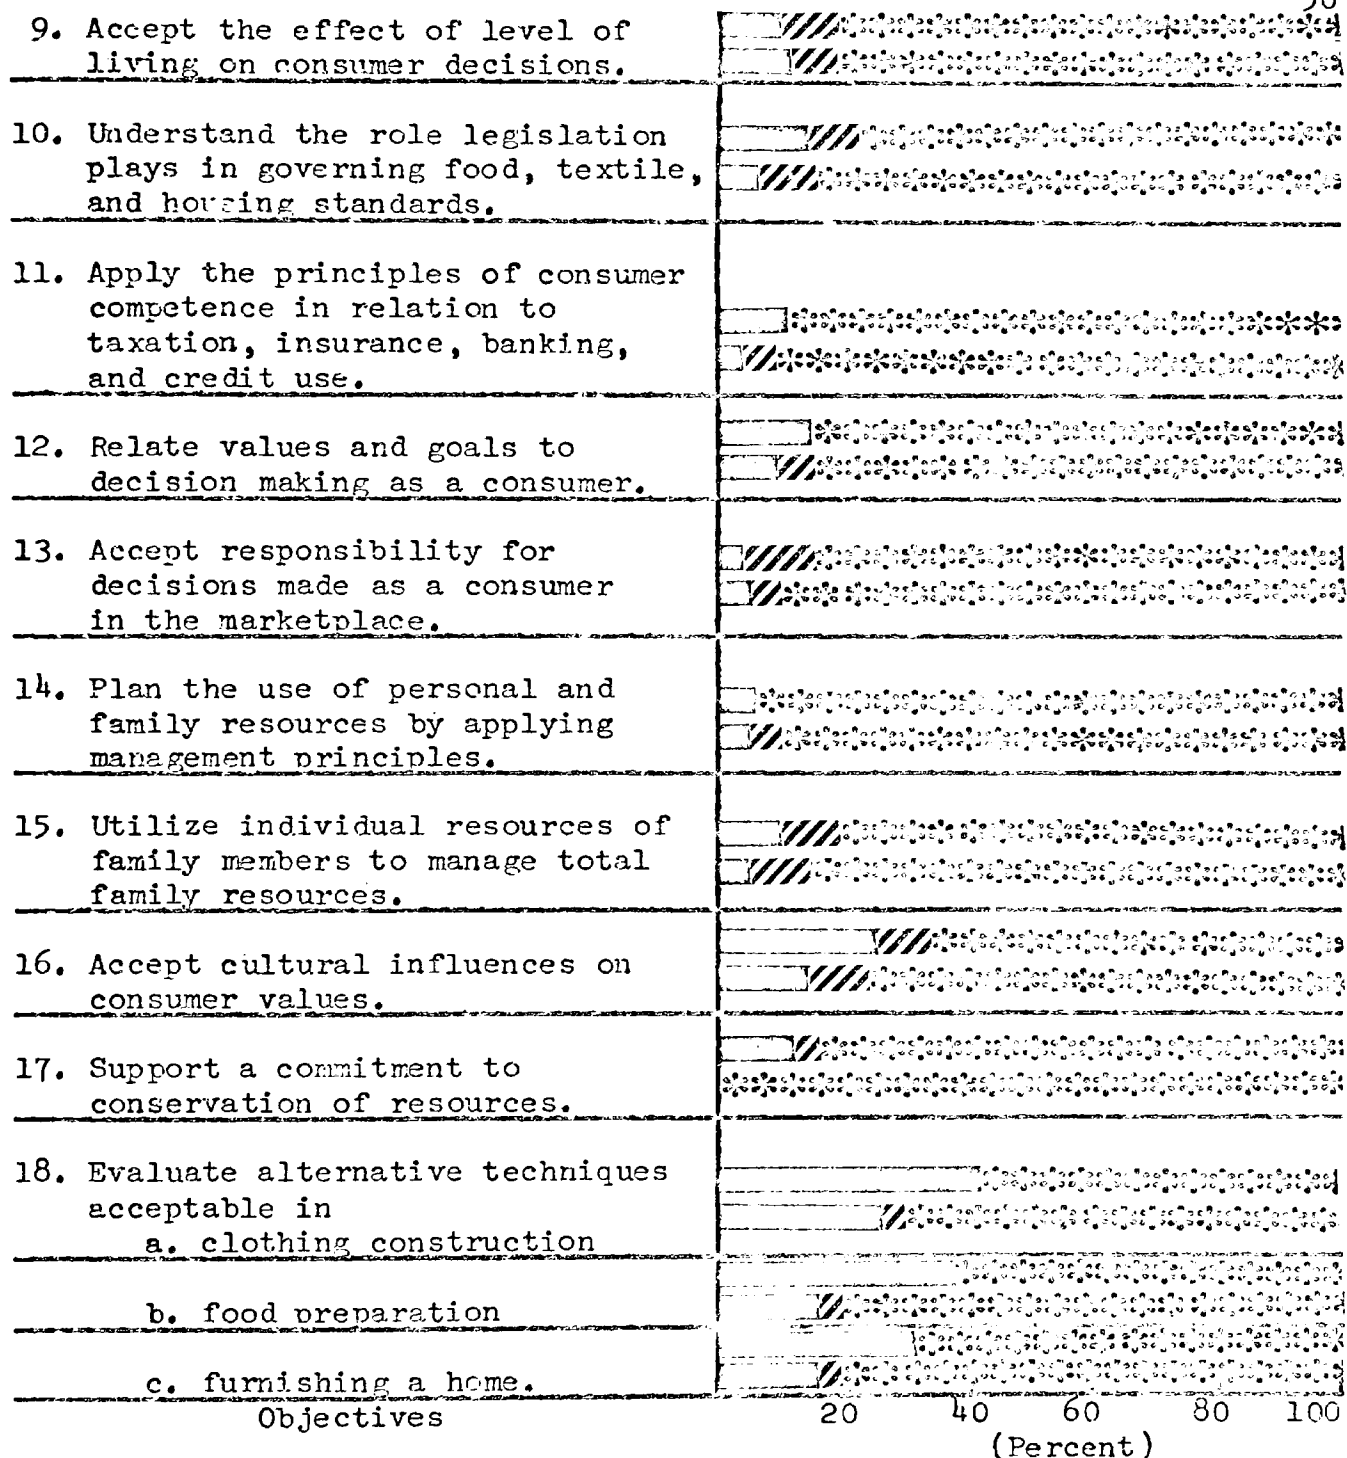 9. Accept the effect of level of
living on consumer decisions.
10. Understand the role legislation
plays in governing food, textile,
and housing standards.
11. Apply the principles of consumer
competence in relation to
taxation, insurance, banking,
and credit use.
12. Relate values and goals to
decision making as a consumer.
13. Accept responsibility for
decisions made as a consumer
in the marketplace.
14. Plan the use of personal and
family resources by applying
management principles.
15. Utilize individual resources of
family members to manage total
family resources.
16. Accept cultural influences on
consumer values.
17. Support a commitment to
conservation of resources.
18. Evaluate alternative techniques
acceptable in
a. clothing construction
b. food preparation
c. furnishing a home.
Objectives
20 40 60 80 100
(Percent)